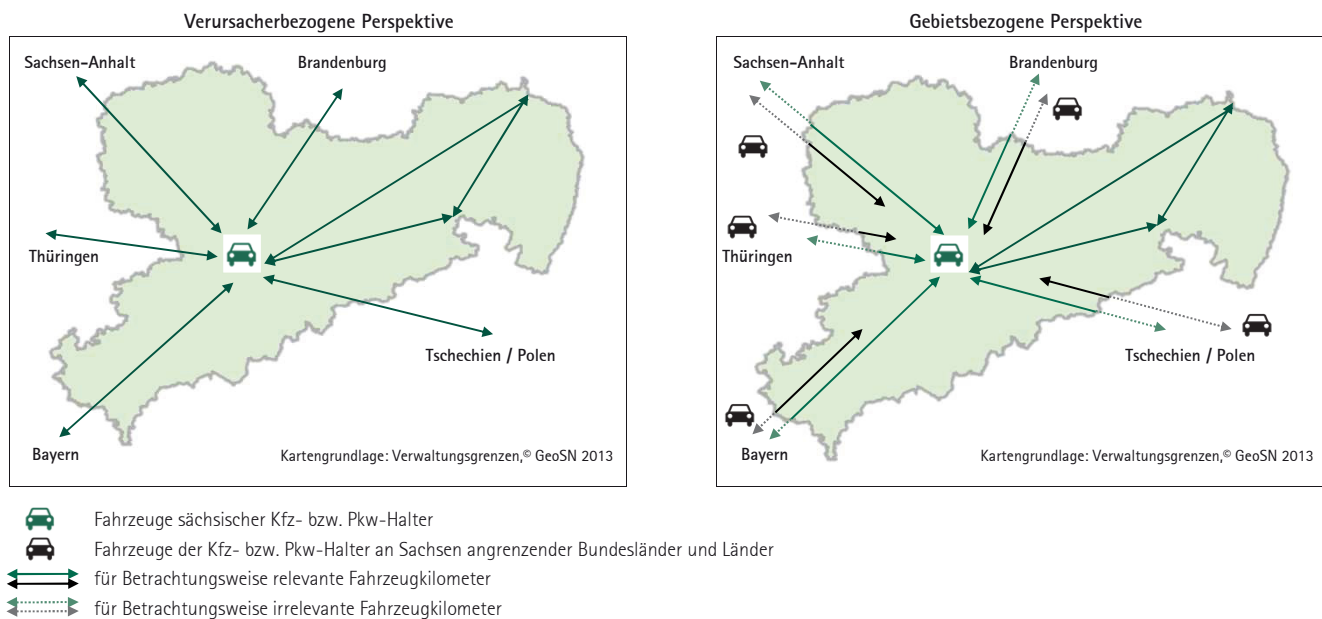 Verursacherbezogene Perspektive
Sachsen-Anhalt
Brandenburg
Thüringen
Tschechien / Polen
Bayern
Kartengrundlage: Verwaltungsgrenzen,© GeoSN 2013
Gebietsbezogene Perspektive
Sachsen-Anhalt
Brandenburg
Thüringen
Tschechien / Polen
Bayern
Kartengrundlage: Verwaltungsgrenzen,© GeoSN 2013
Fahrzeuge sächsischer Kfz- bzw. Pkw-Halter
Fahrzeuge der Kfz- bzw. Pkw-Halter an Sachsen angrenzender Bundesländer und Länder
für Betrachtungsweise relevante Fahrzeugkilometer
für Betrachtungsweise irrelevante Fahrzeugkilometer